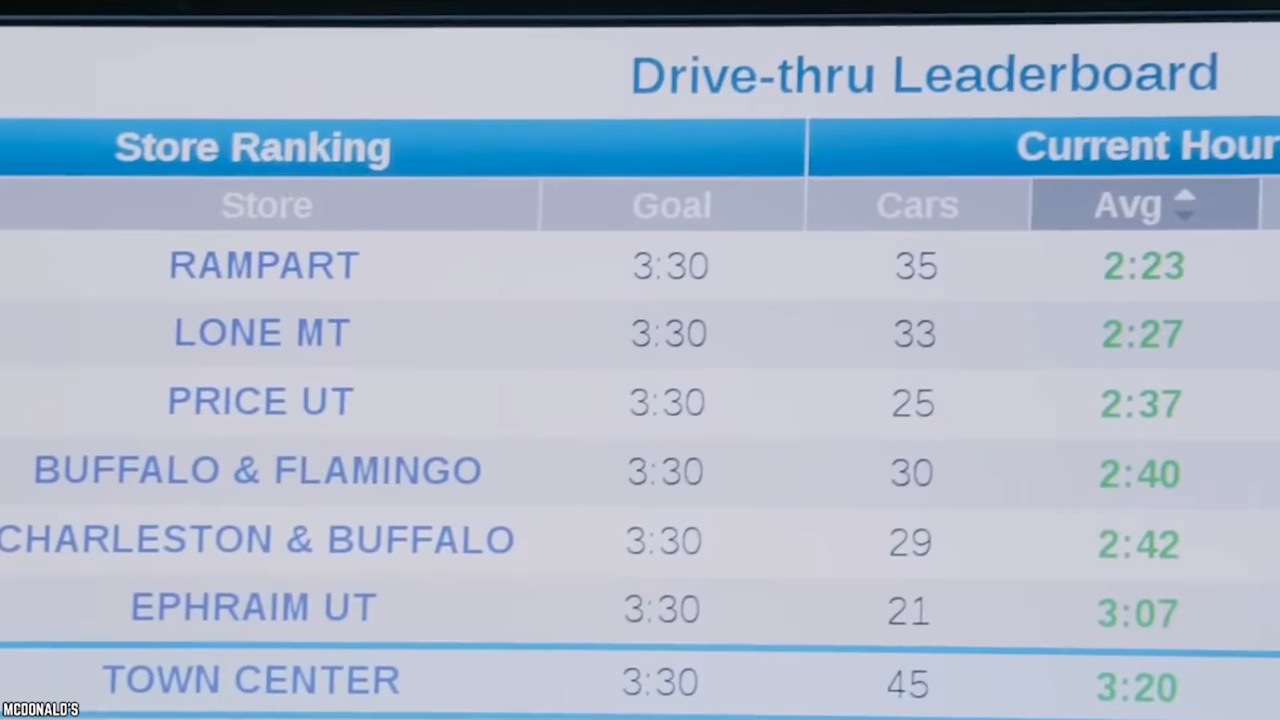 Drive-thru Leaderboard
Store Ranking Current Hour
Store Goal Cars Avg
RAMPART 3:30 35 2:23
LONE MT 3:30 33 2:27
PRICE UT 3:30 25 2:37
BUFFALO & FLAMINGO 3:30 30 2:40
CHARLESTON & BUFFALO 3:30 29 2:42
EPHRAIM UT 3:30 21 3:07
TOWN CENTER 3:30 45 3:20
MCDONALD'S